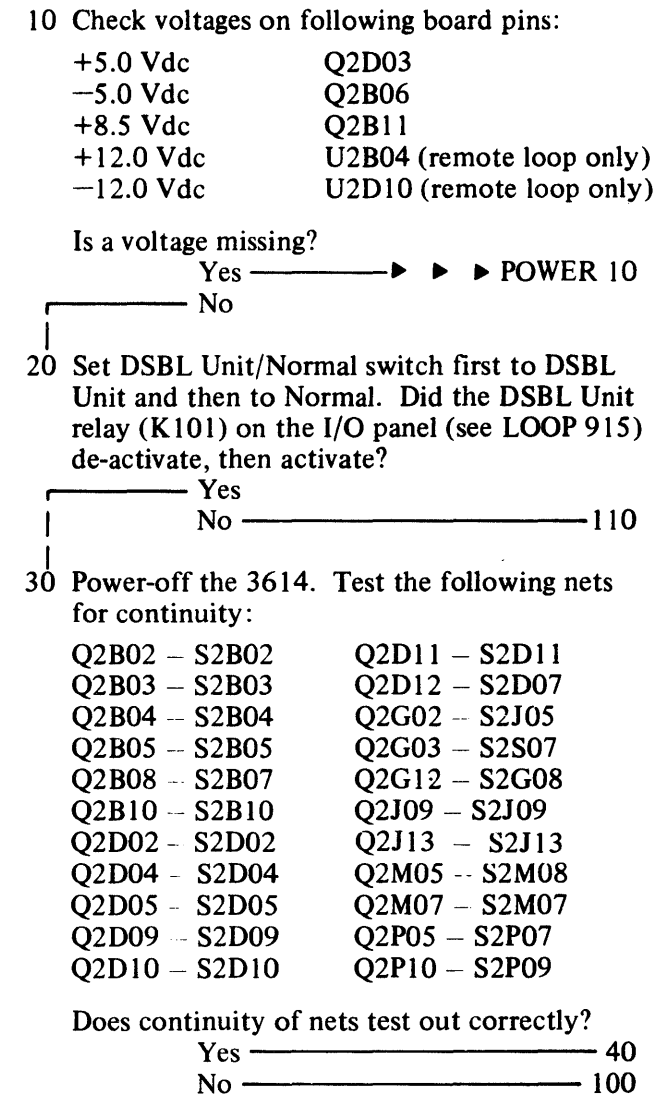 10 Check voltages on following board pins:
+5.0 Vdc Q2D03
−5.0 Vdc Q2B06
+8.5 Vdc Q2B11
+12.0 Vdc U2B04 (remote loop only)
−12.0 Vdc U2D10 (remote loop only)
Is a voltage missing?
Yes POWER 10
No
20 Set DSBL Unit/Normal switch first to DSBL
Unit and then to Normal. Did the DSBL Unit
relay (K101) on the I/O panel (see LOOP 915)
de-activate, then activate?
Yes
No 110
30 Power-off the 3614. Test the following nets
for continuity:
Q2B02 – S2B02 Q2D11 – S2D11
Q2B03 – S2B03 Q2D12 – S2D07
Q2B04 – S2B04 Q2G02 – S2J05
Q2B05 – S2B05 Q2G03 – S2S07
Q2B08 – S2B07 Q2G12 – S2G08
Q2B10 – S2B10 Q2J09 – S2J09
Q2D02 – S2D02 Q2J13 – S2J13
Q2D04 – S2D04 Q2M05 – S2M08
Q2D05 – S2D05 Q2M07 – S2M07
Q2D09 – S2D09 Q2P05 – S2P07
Q2D10 – S2D10 Q2P10 – S2P09
Does continuity of nets test out correctly?
Yes 40
No 100